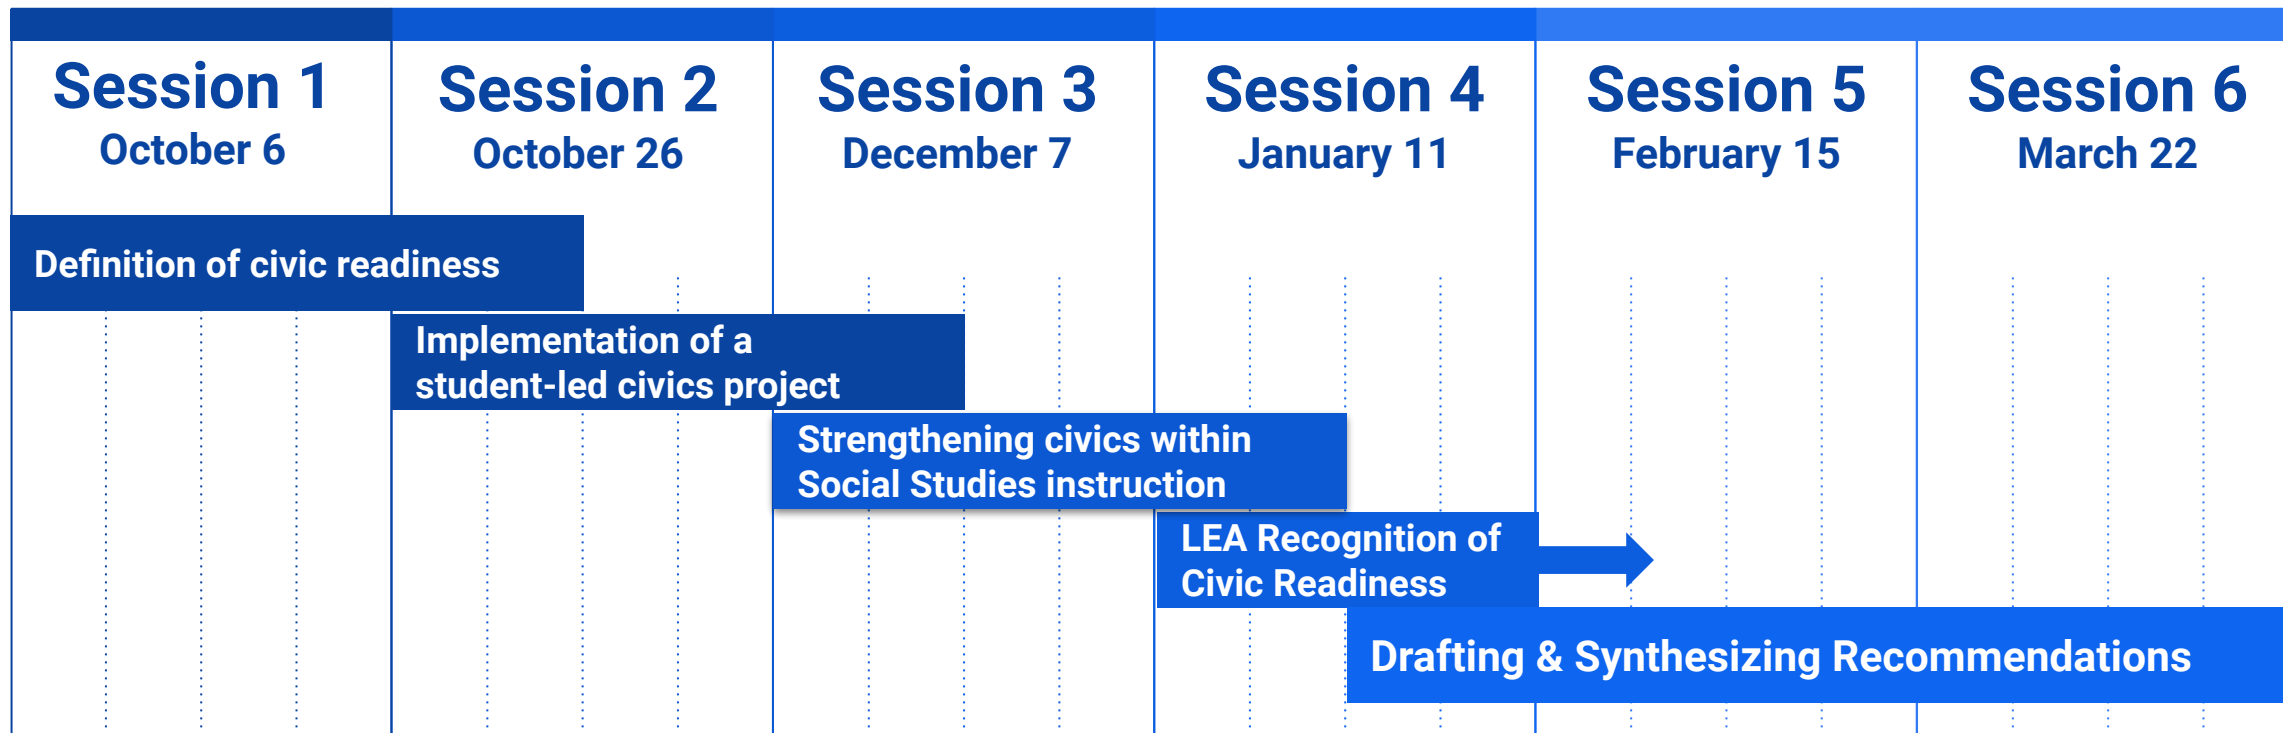 Session 1
October 6
Session 2
October 26
Session 3
December 7
Session 4
January 11
Session 5
February 15
Session 6
March 22
Definition of civic readiness
Implementation of a
student-led civics project
Strengthening civics within
Social Studies instruction
LEA Recognition of
Civic Readiness
Drafting & Synthesizing Recommendations